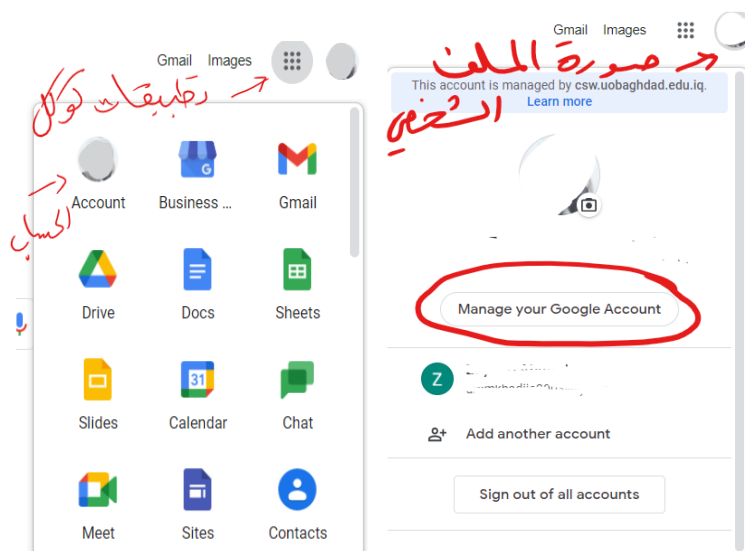 Gmail Images
تطبيقات كوكل
Account
الحساب
Business ...
G
Gmail
Drive
Docs
Sheets
Slides
31
Calendar
Chat
Meet
Sites
Contacts
Gmail Images
صورة الملف
الشخصي
This account is managed by csw.uobaghdad.edu.iq.
Learn more
Manage your Google Account
Z
Add another account
Sign out of all accounts